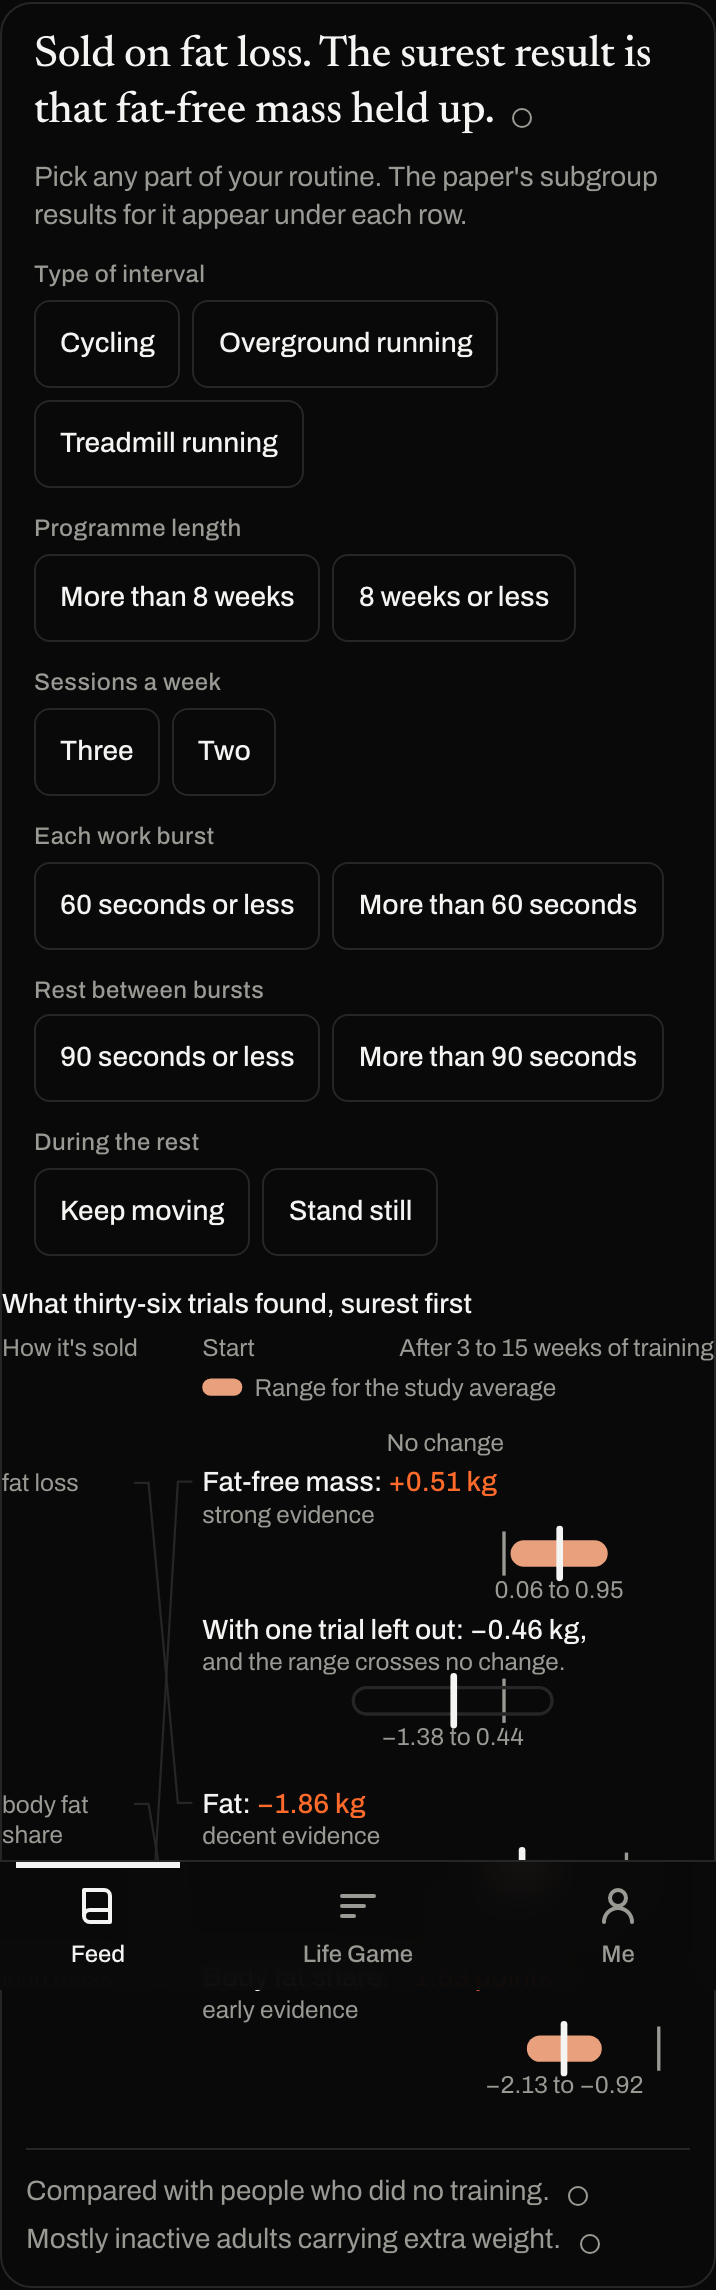 Sold on fat loss. The surest result is
that fat-free mass held up.
Pick any part of your routine. The paper's subgroup
results for it appear under each row.
Type of interval
Cycling
Overground running
Treadmill running
Programme length
More than 8 weeks
8 weeks or less
Sessions a week
Three
Two
Each work burst
60 seconds or less
More than 60 seconds
Rest between bursts
90 seconds or less
More than 90 seconds
During the rest
Keep moving
Stand still
What thirty-six trials found, surest first
How it's sold
Start
After 3 to 15 weeks of training
Range for the study average
No change
fat loss
Fat-free mass: +0.51 kg
strong evidence
0.06 to 0.95
With one trial left out: −0.46 kg,
and the range crosses no change.
−1.38 to 0.44
body fat
share
Fat: −1.86 kg
decent evidence
Feed
Life Game
Me
early evidence
−2.13 to −0.92
Compared with people who did no training.
Mostly inactive adults carrying extra weight.